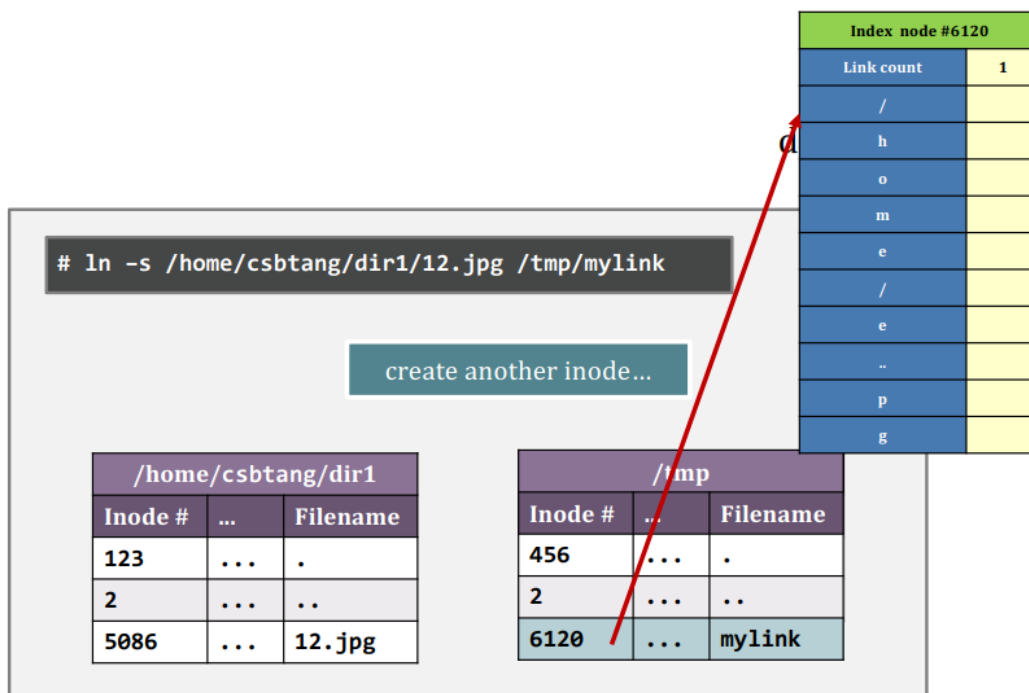 Index node #6120
Link count 1
/
d
h
o
m
e
/
e
..
p
g
# ln –s /home/csbtang/dir1/12.jpg /tmp/mylink
create another inode…
/home/csbtang/dir1
Inode # … Filename
123 ... .
2 ... ..
5086 ... 12.jpg
/tmp
Inode # … Filename
456 ... .
2 ... ..
6120 ... mylink